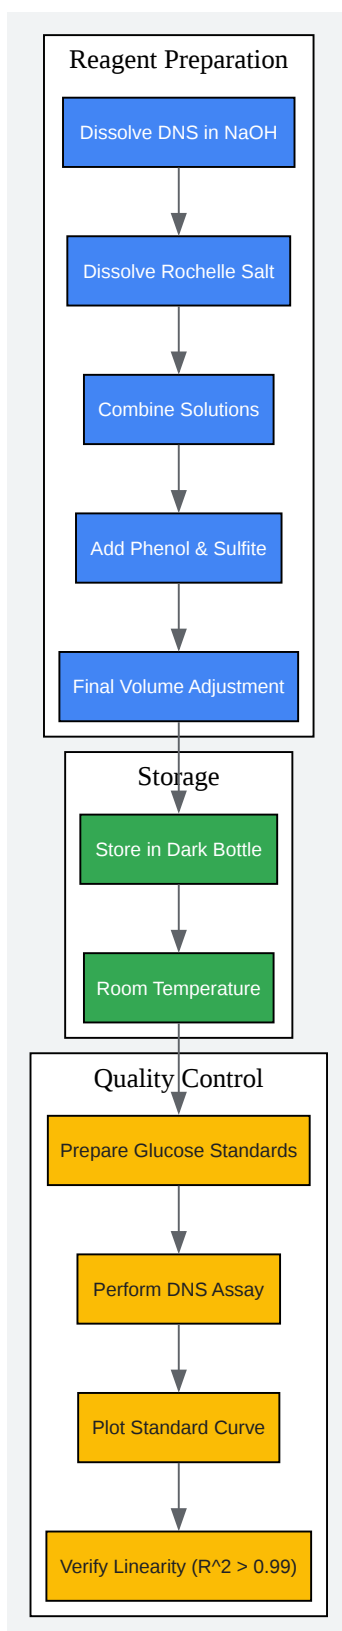 Reagent Preparation
Dissolve DNS in NaOH
Dissolve Rochelle Salt
Combine Solutions
Add Phenol & Sulfite
Final Volume Adjustment
Storage
Store in Dark Bottle
Room Temperature
Quality Control
Prepare Glucose Standards
Perform DNS Assay
Plot Standard Curve
Verify Linearity (R^2 > 0.99)